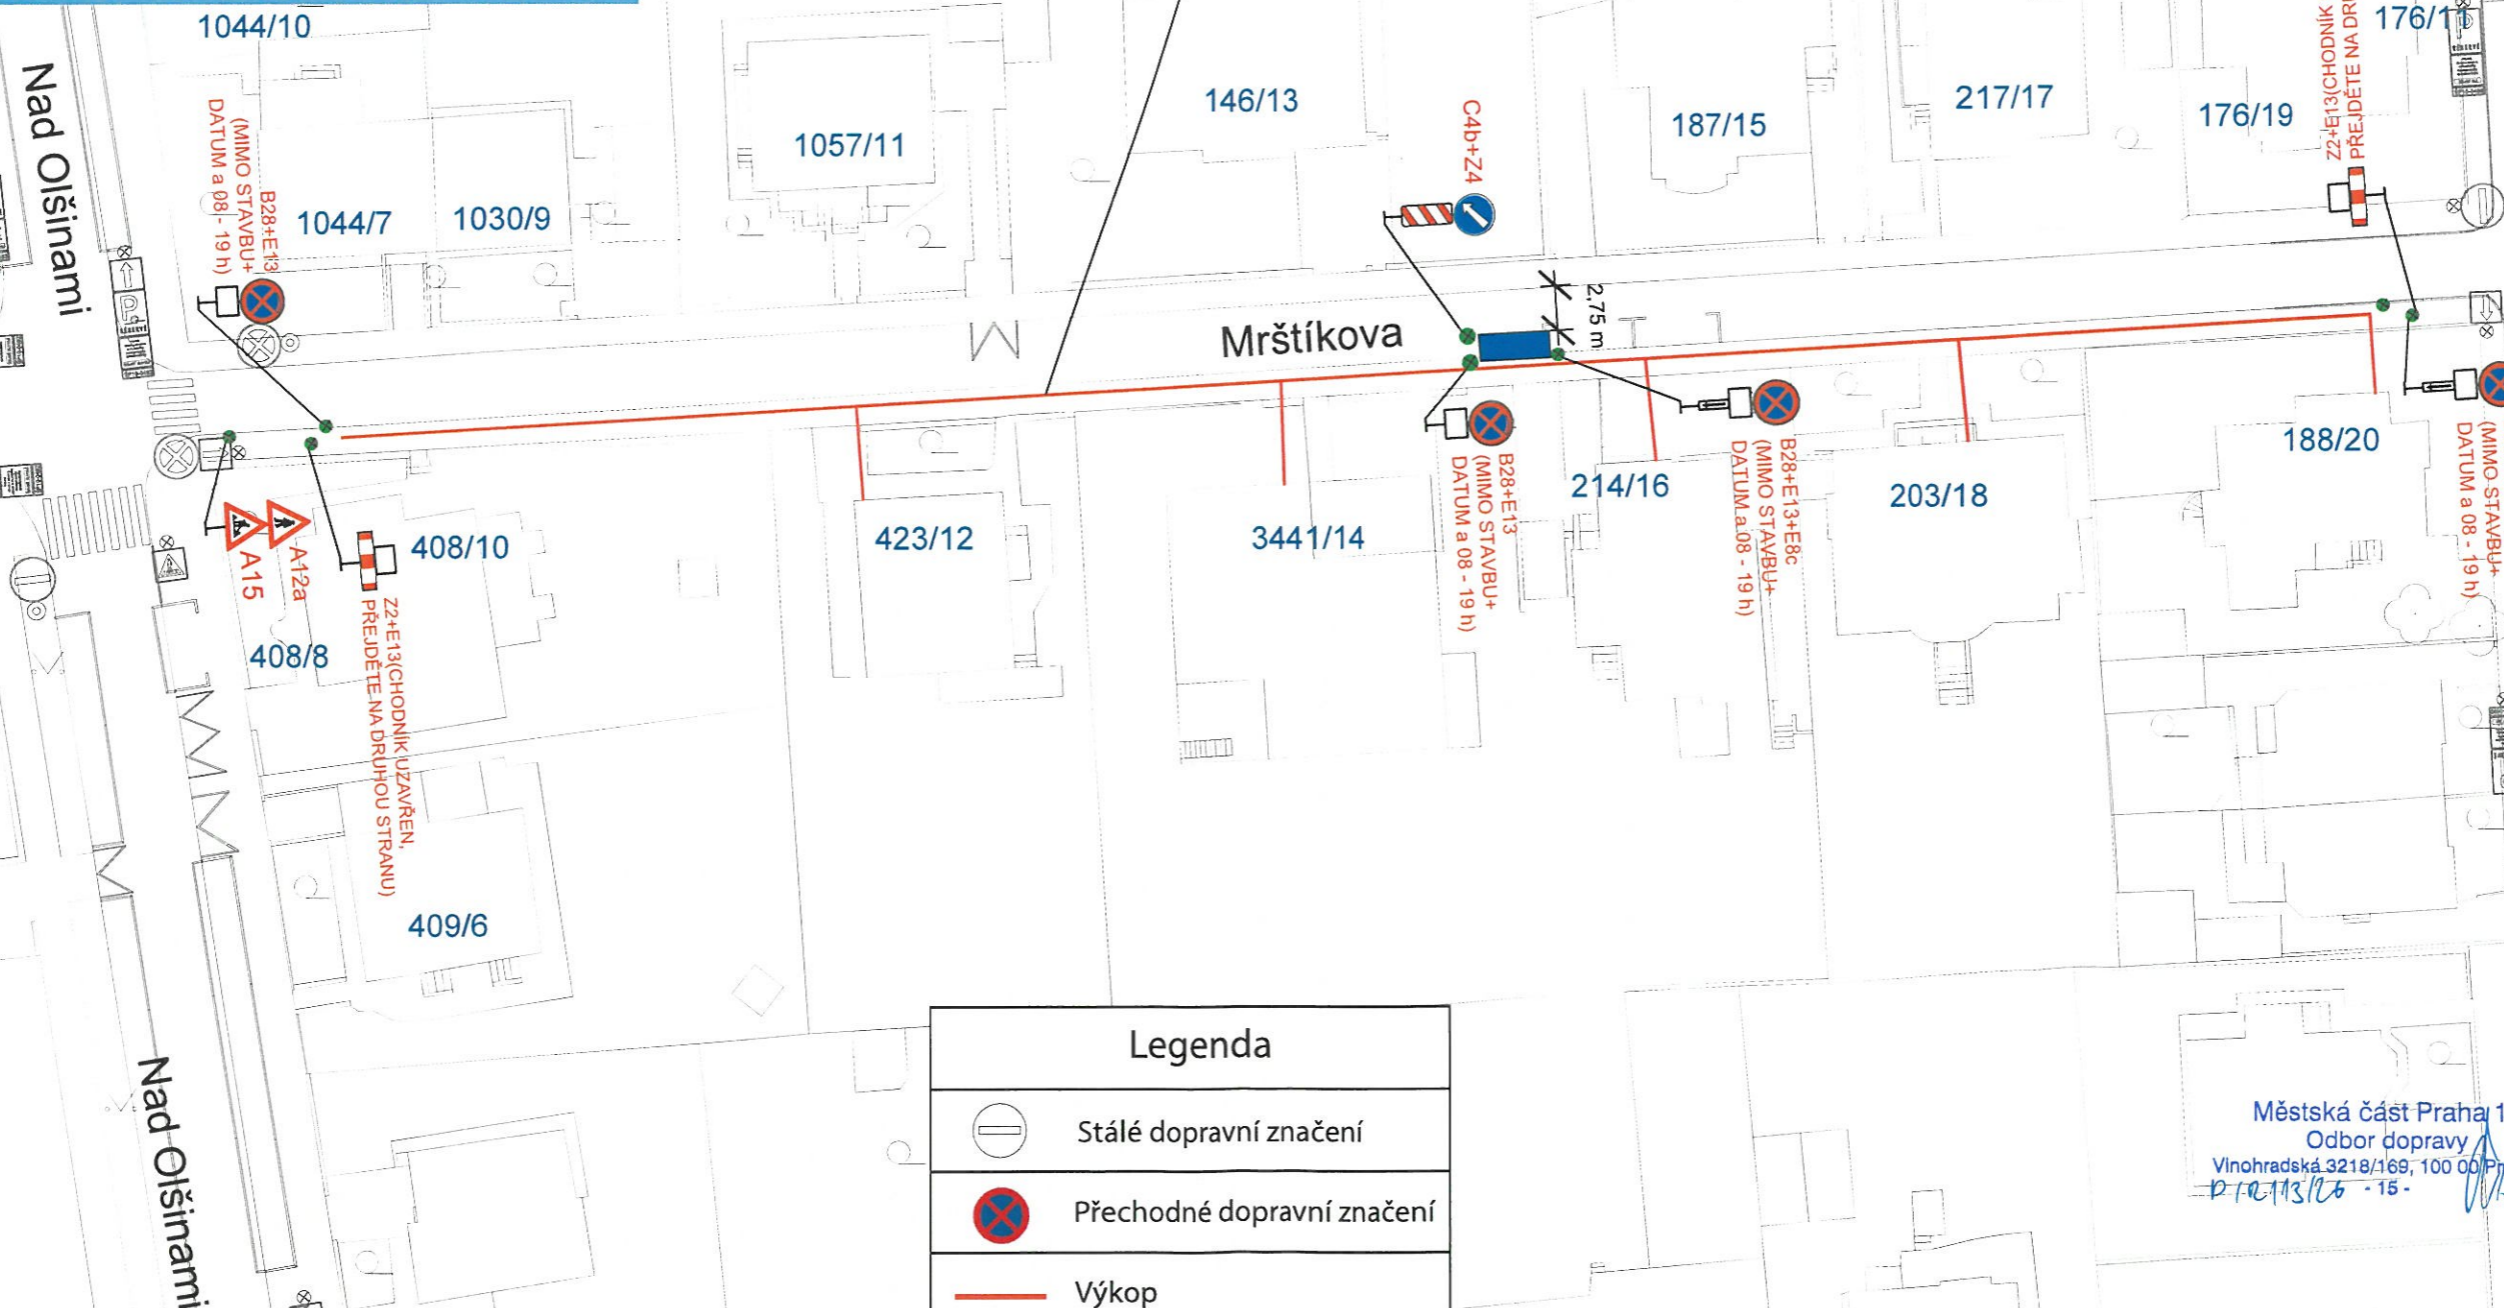 1044/10
Nad Olšinami
B28+E13
(MIMO STAVBU+
DATUM a 08 - 19 h)
1044/7
1030/9
1057/11
146/13
C4b+Z4
187/15
217/17
176/19
176/11
Z2+E13(CHODNÍK
PŘEJDĚTE NA
2,75 m
Mrštíkova
A12a
A15
408/10
408/8
Z2+E13(CHODNÍK UZAVŘEN,
PŘEJDĚTE NA DRUHOU STRANU)
409/6
423/12
3441/14
B28+E13
(MIMO STAVBU+
DATUM a 08 - 19 h)
214/16
B28+E13+E8c
(MIMO STAVBU+
DATUM a 08 - 19 h)
203/18
188/20
(MIMO STAVBU+
DATUM a 08 - 19 h)
Nad Olšinami
Legenda
Stálé dopravní značení
Přechodné dopravní značení
Výkop
Městská část Praha 1
Odbor dopravy
Vinohradská 3218/169, 100 00
- 15 -